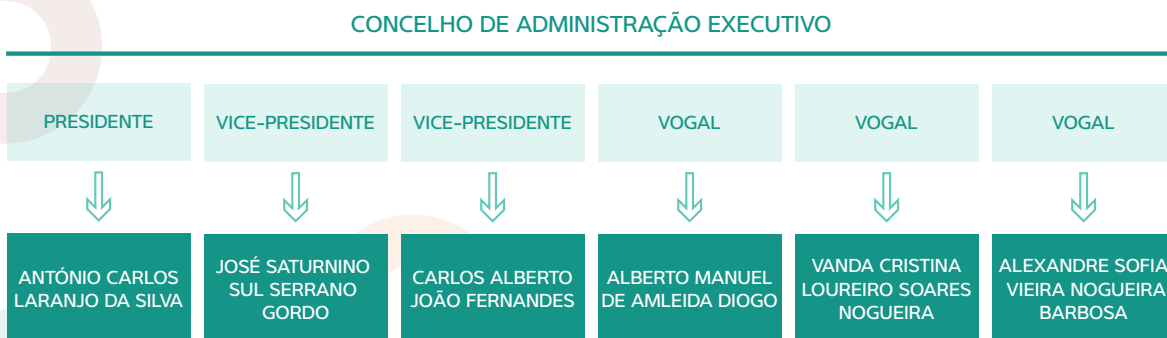 CONCELHO DE ADMINISTRAÇÃO EXECUTIVO
PRESIDENTE
VICE-PRESIDENTE
VICE-PRESIDENTE
VOGAL
VOGAL
VOGAL
ANTÓNIO CARLOS
LARANJO DA SILVA
JOSÉ SATURNINO
SUL SERRANO
GORDO
CARLOS ALBERTO
JOÃO FERNANDES
ALBERTO MANUEL
DE AMLEIDA DIOGO
VANDA CRISTINA
LOUREIRO SOARES
NOGUEIRA
ALEXANDRE SOFIA
VIEIRA NOGUEIRA
BARBOSA